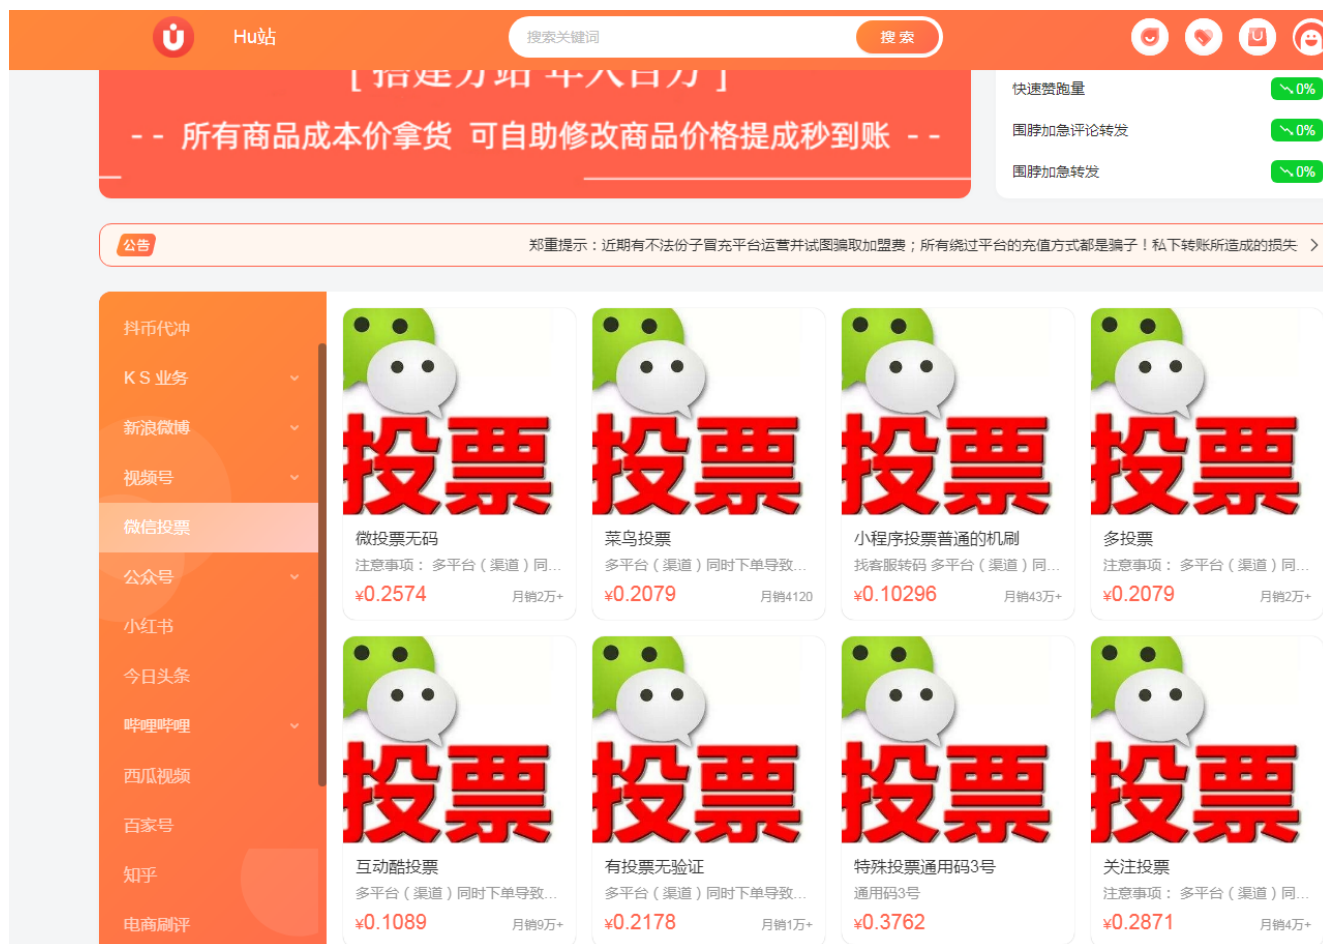 Hu站
搜索关键词
搜 索
[ 搭建分站 年入百万 ]
- - 所有商品成本价拿货 可自助修改商品价格提成秒到账 - -
快速赞跑量
0%
围脖加急评论转发
0%
围脖加急转发
0%
公告
郑重提示：近期有不法份子冒充平台运营并试图骗取加盟费；所有绕过平台的充值方式都是骗子！私下转账所造成的损失
抖币代冲
K S 业务
新浪微博
视频号
微信投票
公众号
小红书
今日头条
哔哩哔哩
西瓜视频
百家号
知乎
电商刷评
投票
微投票无码
注意事项： 多平台（渠道）同...
¥0.2574
月销2万+
投票
菜鸟投票
多平台（渠道）同时下单导致...
¥0.2079
月销4120
投票
小程序投票普通的机刷
找客服转码 多平台（渠道）同...
¥0.10296
月销43万+
投票
多投票
注意事项： 多平台（渠道）同...
¥0.2079
月销2万+
投票
互动酷投票
多平台（渠道）同时下单导致...
¥0.1089
月销9万+
投票
有投票无验证
多平台（渠道）同时下单导致...
¥0.2178
月销1万+
投票
特殊投票通用码3号
通用码3号
¥0.3762
投票
关注投票
注意事项： 多平台（渠道）同...
¥0.2871
月销4万+